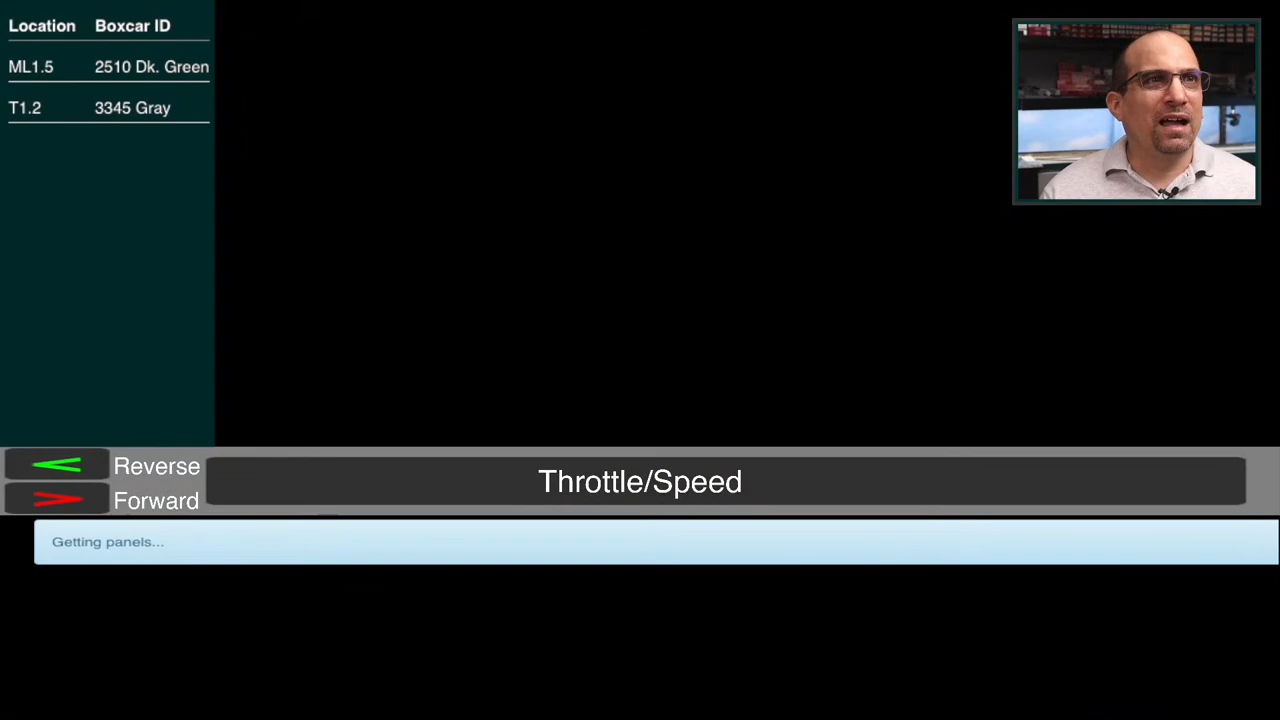 Location Boxcar ID
ML1.5 2510 Dk. Green
T1.2 3345 Gray
Reverse
Forward
Throttle/Speed
Getting panels...